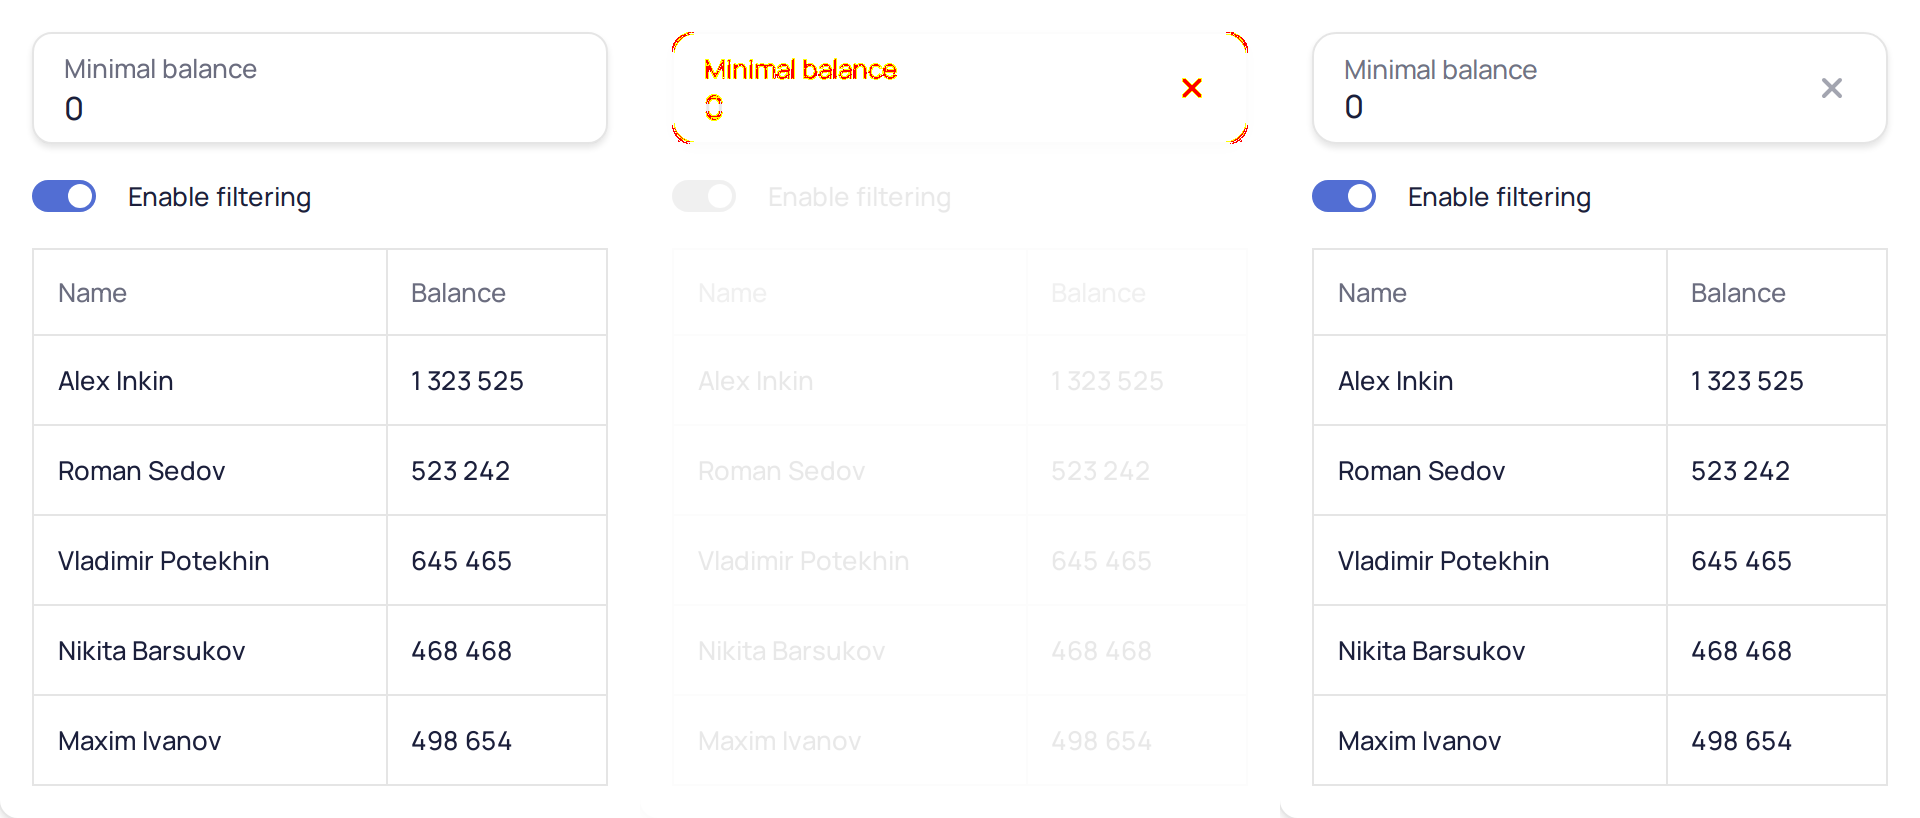 Minimal balance
0
Enable filtering
Name Balance
Alex Inkin 1 323 525
Roman Sedov 523 242
Vladimir Potekhin 645 465
Nikita Barsukov 468 468
Maxim Ivanov 498 654
Minimal balance
0
Enable filtering
Name Balance
Alex Inkin 1 323 525
Roman Sedov 523 242
Vladimir Potekhin 645 465
Nikita Barsukov 468 468
Maxim Ivanov 498 654
Minimal balance
0
Enable filtering
Name Balance
Alex Inkin 1 323 525
Roman Sedov 523 242
Vladimir Potekhin 645 465
Nikita Barsukov 468 468
Maxim Ivanov 498 654